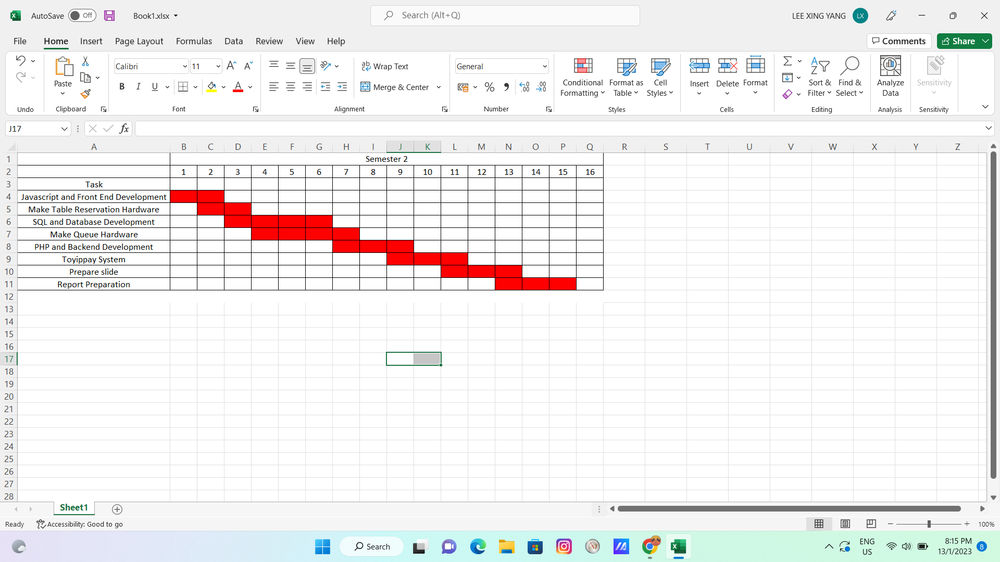 AutoSave Off Book1.xlsx Search (Alt+Q) LEE XING YANG LX
File Home Insert Page Layout Formulas Data Review View Help Comments Share
Undo
Paste
Clipboard
Calibri 11
B I U A
Font
Wrap Text
Merge & Center
Alignment
General
Number
Conditional Formatting
Format as Table
Cell Styles
Styles
Insert Delete Format
Cells
Sort & Filter
Find & Select
Editing
Analyze Data
Analysis
Sensitivity
Sensitivity
J17 fx
A B C D E F G H I J K L M N O P Q R S T U V W X Y Z
1 Semester 2
2 1 2 3 4 5 6 7 8 9 10 11 12 13 14 15 16
3 Task
4 Javascript and Front End Development
5 Make Table Reservation Hardware
6 SQL and Database Development
7 Make Queue Hardware
8 PHP and Backend Development
9 Toyippay System
10 Prepare slide
11 Report Preparation
12
13
14
15
16
17
18
19
20
21
22
23
24
25
26
27
28
Sheet1
Ready Accessibility: Good to go 100%
Search ENG US 8:15 PM 13/1/2023 8